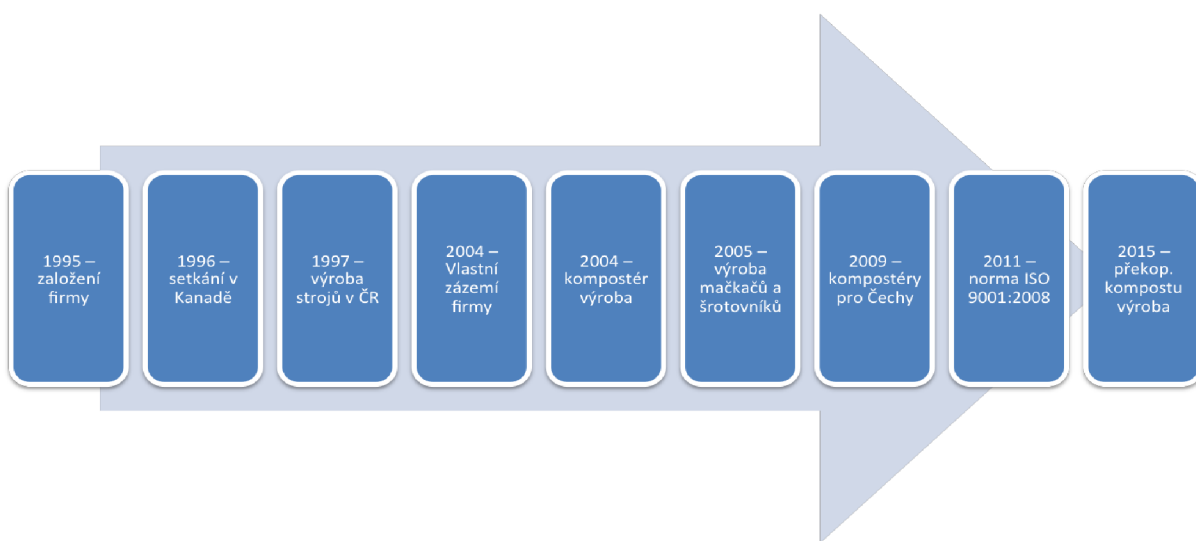 1995 –
založení
firmy
1996 –
setkání v
Kanadě
1997 –
výroba
strojů v ČR
2004 –
Vlastní
zázemí
firmy
2004 –
kompostér
výroba
2005 –
výroba
mačkačů a
šrotovníků
2009 –
kompostéry
pro Čechy
2011 –
norma ISO
9001:2008
2015 –
překop.
kompostu
výroba